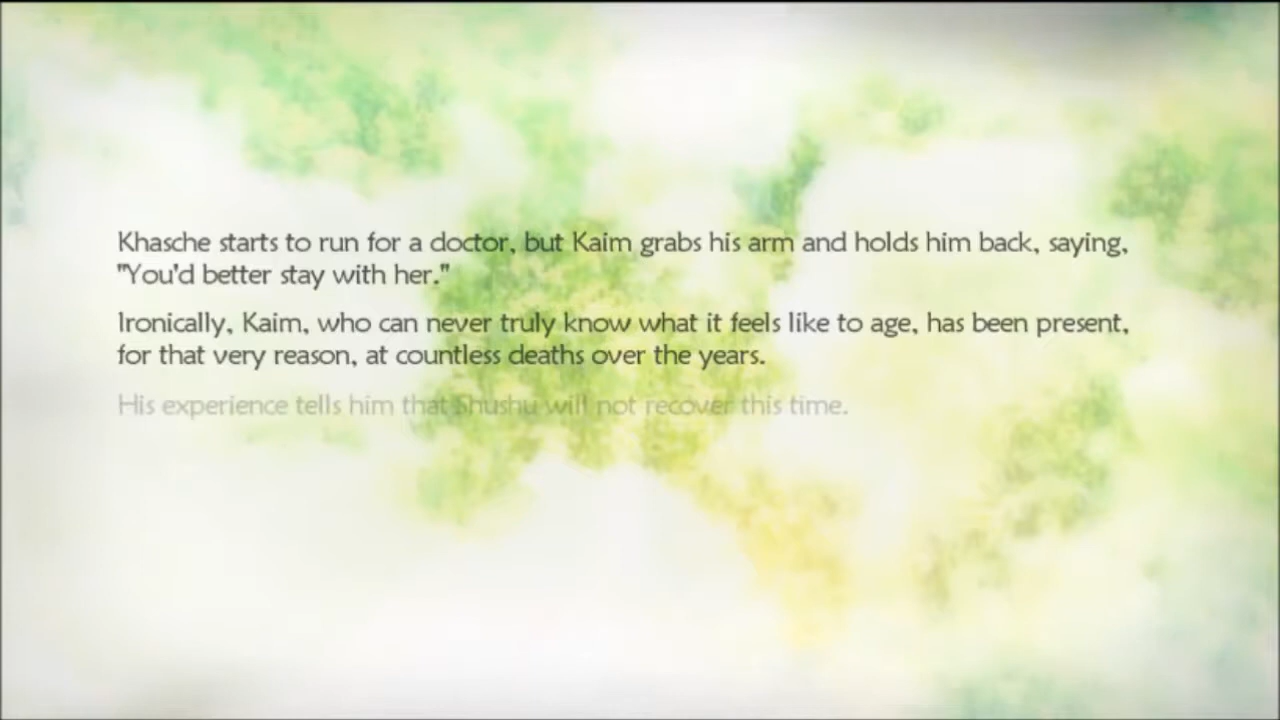 Khasche starts to run for a doctor, but Kaim grabs his arm and holds him back, saying,
"You'd better stay with her."
Ironically, Kaim, who can never truly know what it feels like to age, has been present,
for that very reason, at countless deaths over the years.
His experience tells him that Shushu will not recover this time.